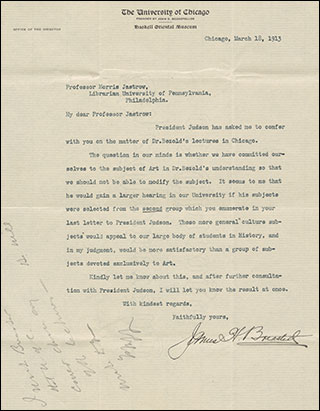 The University of Chicago
FOUNDED BY JOHN D. ROCKEFELLER
Haskell Oriental Museum
OFFICE OF THE DIRECTOR
Chicago, March 18, 1913
Professor Morris Jastrow,
Librarian University of Pennsylvania,
Philadelphia.
My dear Professor Jastrow:
President Judson has asked me to confer
with you on the matter of Dr.Bezold's lectures in Chicago.
The question in our minds is whether we have committed our-
selves to the subject of Art in Dr.Bezold's understanding so that
we should not be able to modify the subject. It seems to me that
he would gain a larger hearing in our University if his subjects
were selected from the second group which you enumerate in your
last letter to President Judson. These more general culture sub-
jects would appeal to our large body of students in History, and
in my judgment, would be more satisfactory than a group of sub-
jects devoted exclusively to Art.
Kindly let me know about this, and after further consulta-
tion with President Judson, I will let you know the result at once.
With kindest regards,
Faithfully yours,
James H. Breasted